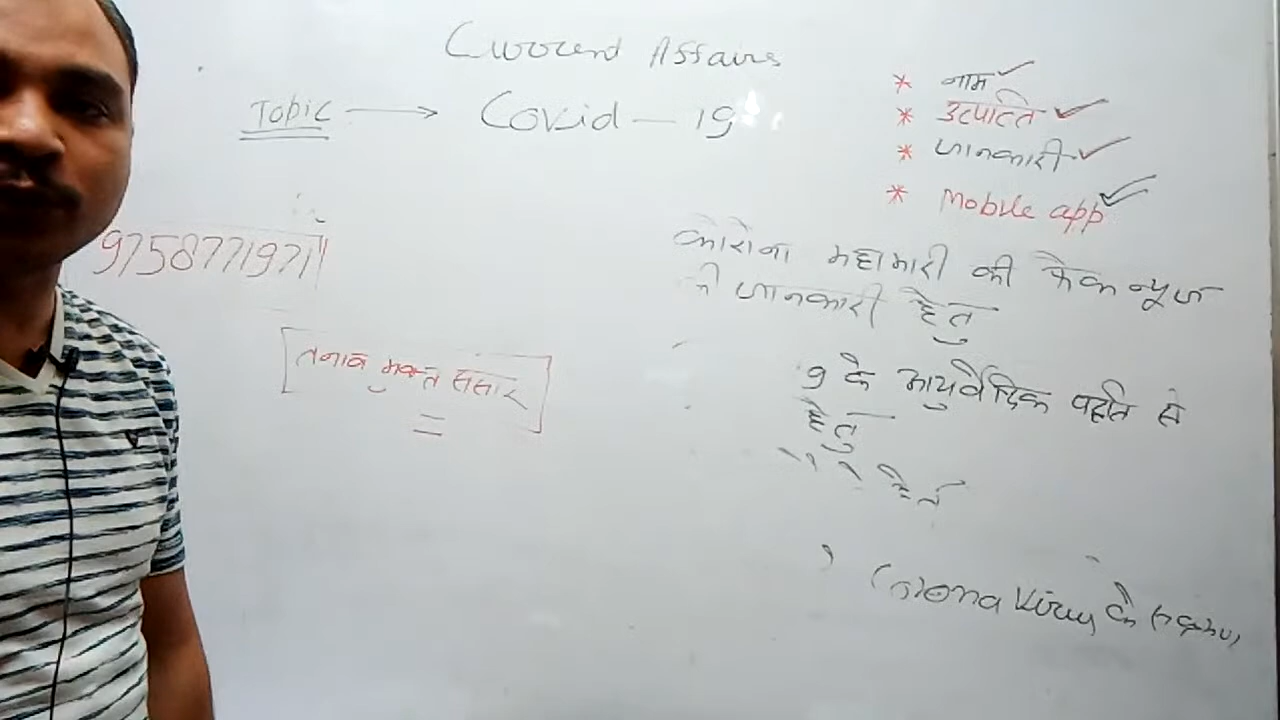 Current Affairs
Topic → Covid-19
* नाम ✓
* उत्पत्ति ✓
* जानकारी ✓
* Mobile app ✓
9758771971
कोरोना महामारी की फेक न्यूज
की जानकारी हेतु
तनाव मुक्त संसार
9 के आयुर्वेदिक पद्दति से
हेतु
हेतु
Corona Virus के